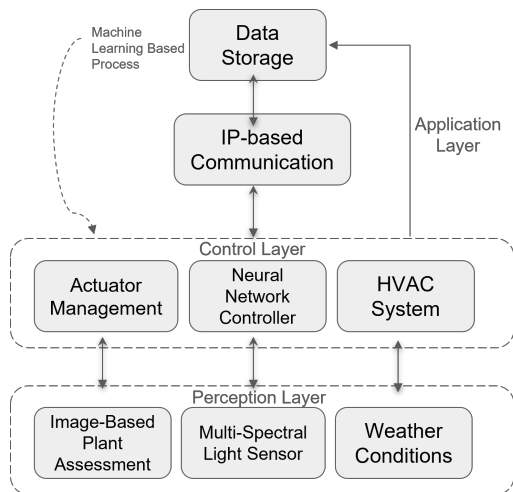 Machine
Learning Based
Process
Data
Storage
Application
Layer
IP-based
Communication
Control Layer
Actuator
Management
Neural
Network
Controller
HVAC
System
Perception Layer
Image-Based
Plant
Assessment
Multi-Spectral
Light Sensor
Weather
Conditions